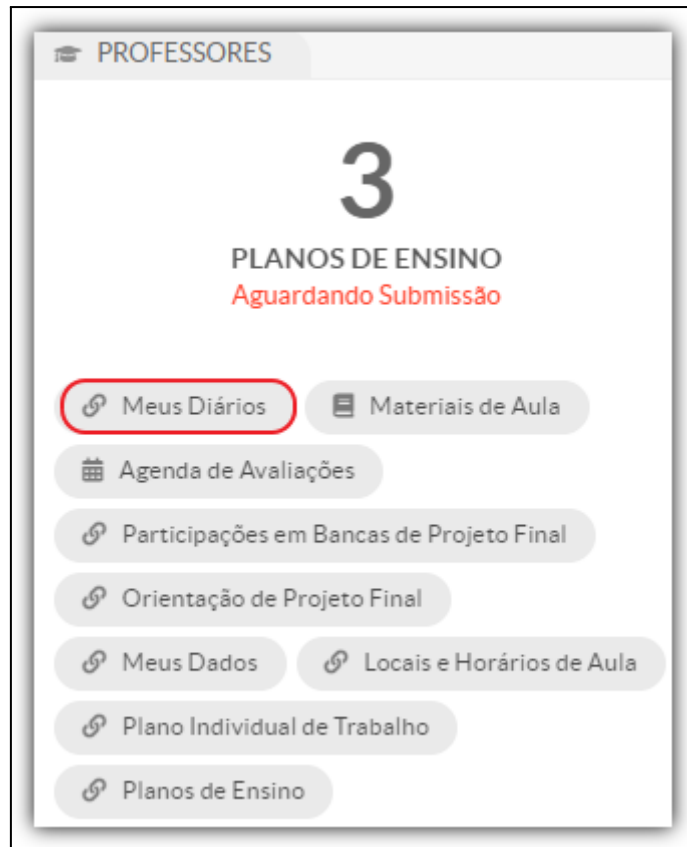 PROFESSORES
3
PLANOS DE ENSINO
Aguardando Submissão
Meus Diários Materiais de Aula
Agenda de Avaliações
Participações em Bancas de Projeto Final
Orientação de Projeto Final
Meus Dados Locais e Horários de Aula
Plano Individual de Trabalho
Planos de Ensino